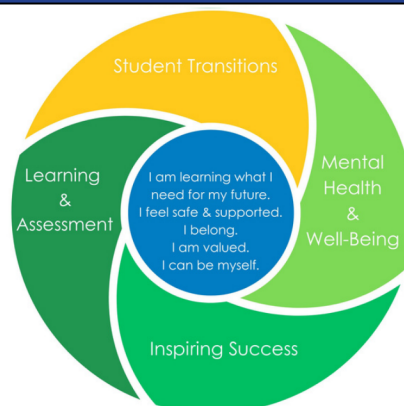 Student Transitions
Learning
&
Assessment
I am learning what I
need for my future.
I feel safe & supported.
I belong.
I am valued.
I can be myself.
Mental
Health
&
Well-Being
Inspiring Success